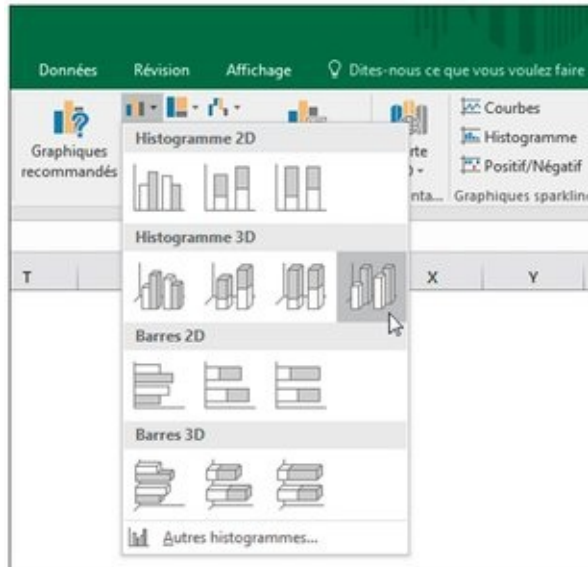 Données Révision Affichage Dites-nous ce que vous voulez faire
Graphiques
recommandés
Courbes
Histogramme
Positif/Négatif
Graphiques
Histogramme 2D
Histogramme 3D
T X Y
Barres 2D
Barres 3D
Autres histogrammes...